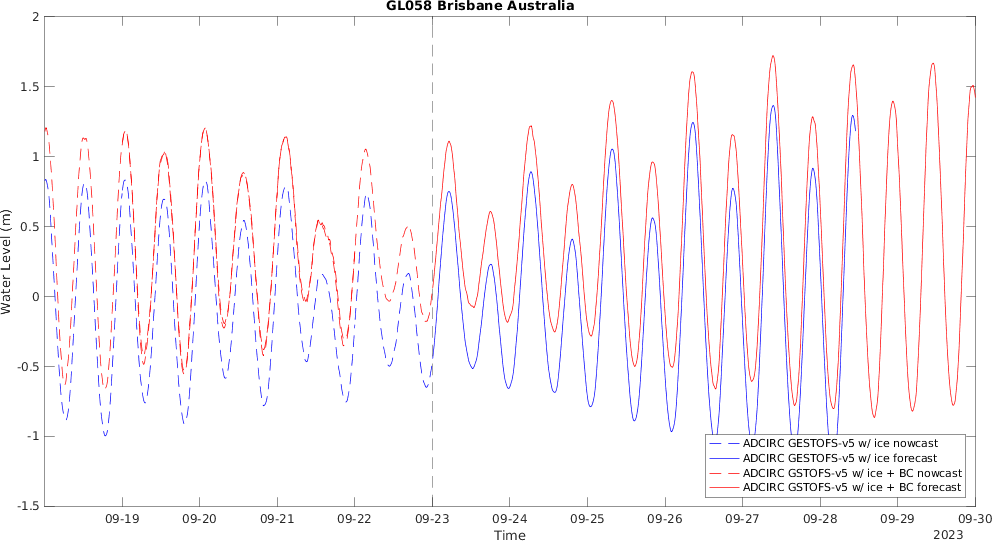 GL058 Brisbane Australia
2
1.5
1
0.5
0
-0.5
-1
-1.5
Water Level (m)
ADCIRC GESTOFS-v5 w/ ice nowcast
ADCIRC GESTOFS-v5 w/ ice forecast
ADCIRC GSTOFS-v5 w/ ice + BC nowcast
ADCIRC GSTOFS-v5 w/ ice + BC forecast
09-19 09-20 09-21 09-22 09-23 09-24 09-25 09-26 09-27 09-28 09-29 09-30
Time
2023